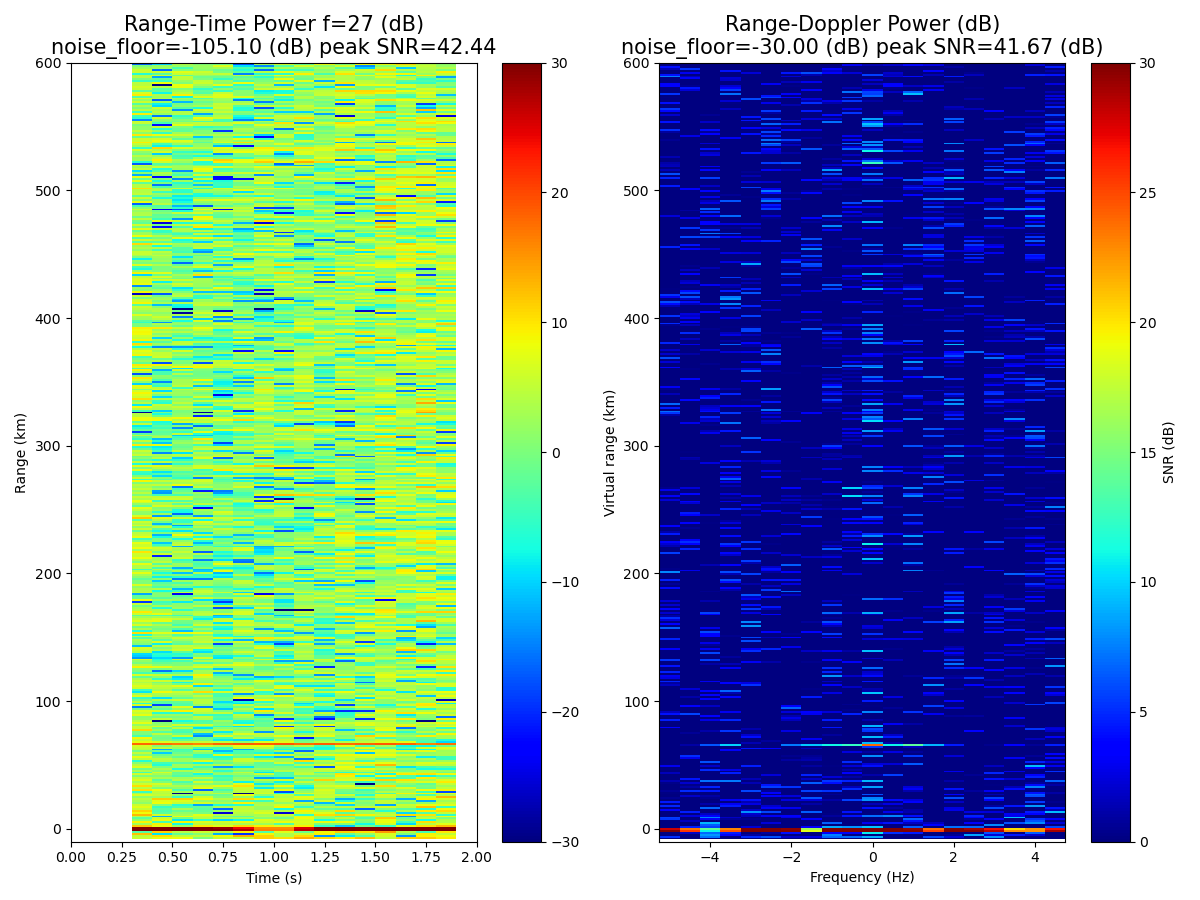 Range-Time Power f=27 (dB)
noise_floor=-105.10 (dB) peak SNR=42.44
Range-Doppler Power (dB)
noise_floor=-30.00 (dB) peak SNR=41.67 (dB)
600
500
400
300
200
100
0
Range (km)
0.00 0.25 0.50 0.75 1.00 1.25 1.50 1.75 2.00
Time (s)
30
20
10
0
−10
−20
−30
600
500
400
300
200
100
0
Virtual range (km)
−4 −2 0 2 4
Frequency (Hz)
30
25
20
15
10
5
0
SNR (dB)